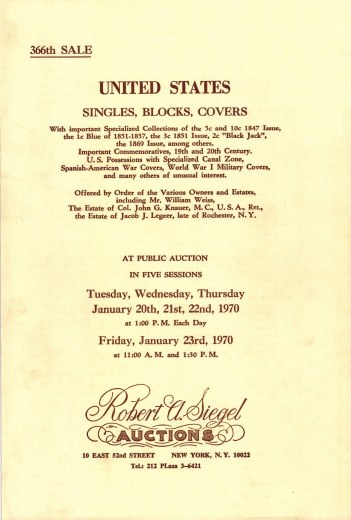 366th SALE
UNITED STATES
SINGLES, BLOCKS, COVERS
With important Specialized Collections of the 5c and 10c 1847 Issue,
the 1c Blue of 1851-1857, the 3c 1851 Issue, 2c "Black Jack",
the 1869 Issue, among others.
Important Commemoratives, 19th and 20th Century.
U.S. Possessions with Specialized Canal Zone,
Spanish-American War Covers, World War I Military Covers,
and many others of unusual interest.
Offered by Order of the Various Owners and Estates,
including Mr. William Weiss,
The Estate of Col. John G. Knauer, M.C., U.S.A., Ret.,
the Estate of Jacob J. Legeer, late of Rochester, N.Y.
AT PUBLIC AUCTION
IN FIVE SESSIONS
Tuesday, Wednesday, Thursday
January 20th, 21st, 22nd, 1970
at 1:00 P.M. Each Day
Friday, January 23rd, 1970
at 11:00 A.M. and 1:30 P.M.
Robert A. Siegel
AUCTIONS
10 EAST 52nd STREET NEW YORK, N.Y. 10022
Tel.: 212 PLaza 3-6421